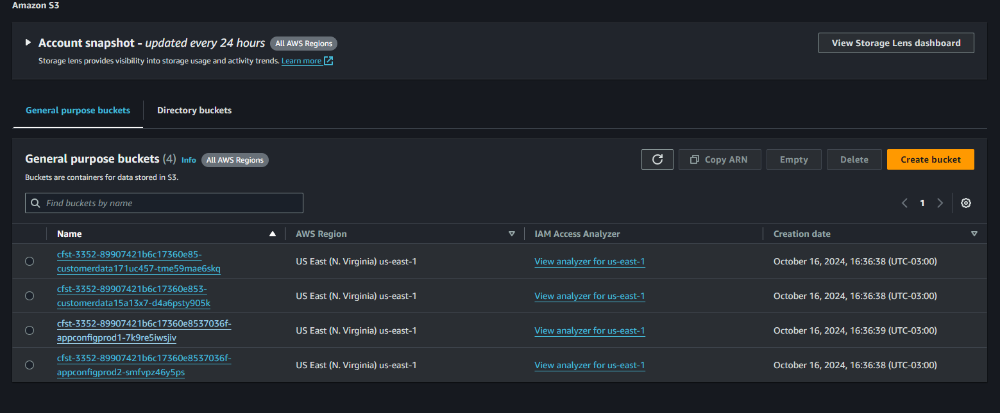 Amazon S3
Account snapshot - updated every 24 hours All AWS Regions
View Storage Lens dashboard
Storage lens provides visibility into storage usage and activity trends. Learn more
General purpose buckets
Directory buckets
General purpose buckets (4) Info All AWS Regions
Copy ARN
Empty
Delete
Create bucket
Buckets are containers for data stored in S3.
Find buckets by name
1
Name
AWS Region
IAM Access Analyzer
Creation date
cfst-3352-89907421b6c17360e85-
customerdata171uc457-tme59mae6skq
US East (N. Virginia) us-east-1
View analyzer for us-east-1
October 16, 2024, 16:36:38 (UTC-03:00)
cfst-3352-89907421b6c17360e853-
customerdata15a13x7-d4a6psty905k
US East (N. Virginia) us-east-1
View analyzer for us-east-1
October 16, 2024, 16:36:38 (UTC-03:00)
cfst-3352-89907421b6c17360e8537036f-
appconfigprod1-7k9re5iwsjiv
US East (N. Virginia) us-east-1
View analyzer for us-east-1
October 16, 2024, 16:36:39 (UTC-03:00)
cfst-3352-89907421b6c17360e8537036f-
appconfigprod2-smfvpz46y5ps
US East (N. Virginia) us-east-1
View analyzer for us-east-1
October 16, 2024, 16:36:38 (UTC-03:00)